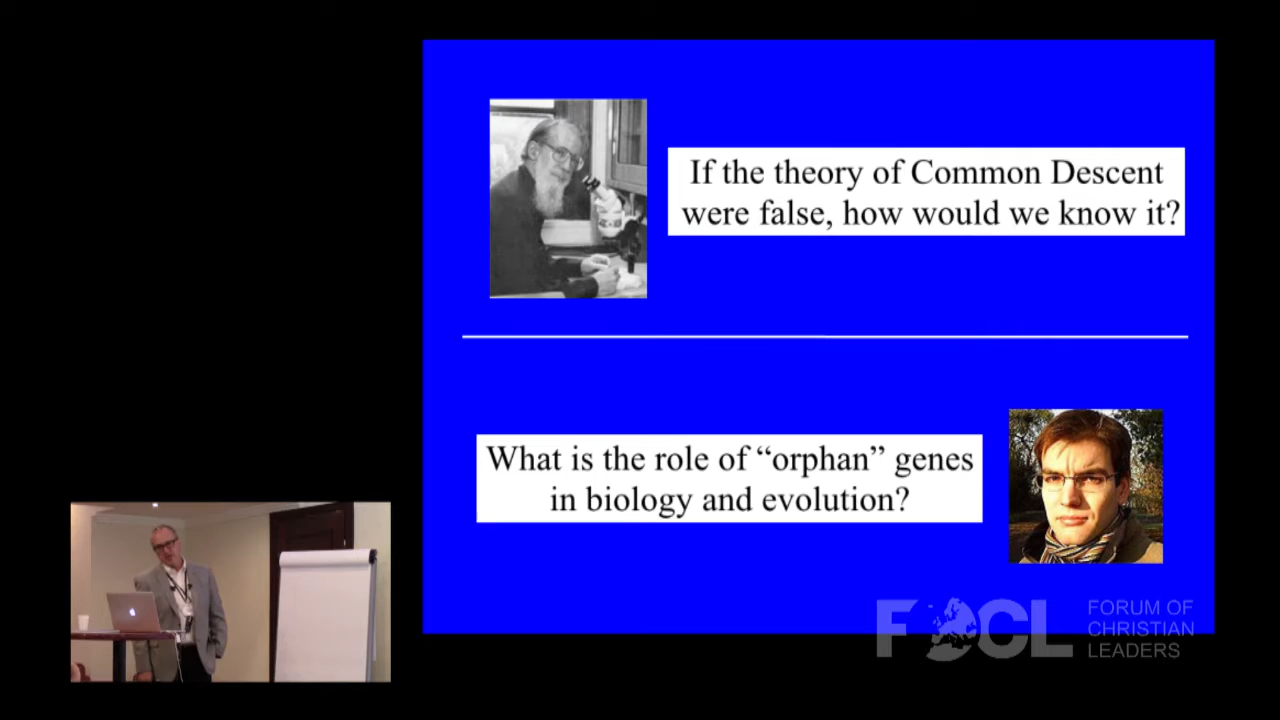 If the theory of Common Descent
were false, how would we know it?
What is the role of “orphan” genes
in biology and evolution?
FOCL
FORUM OF
CHRISTIAN
LEADERS